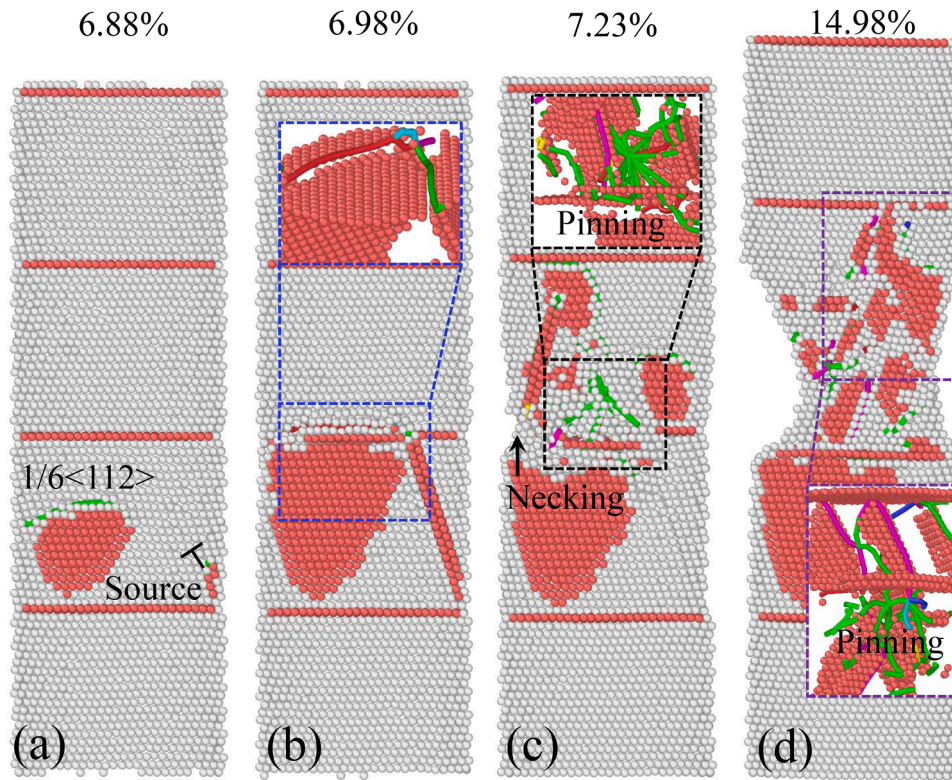 6.88% 6.98% 7.23% 14.98%
Pinning
1/6<112>
Necking
Source
Pinning
(a) (b) (c) (d)